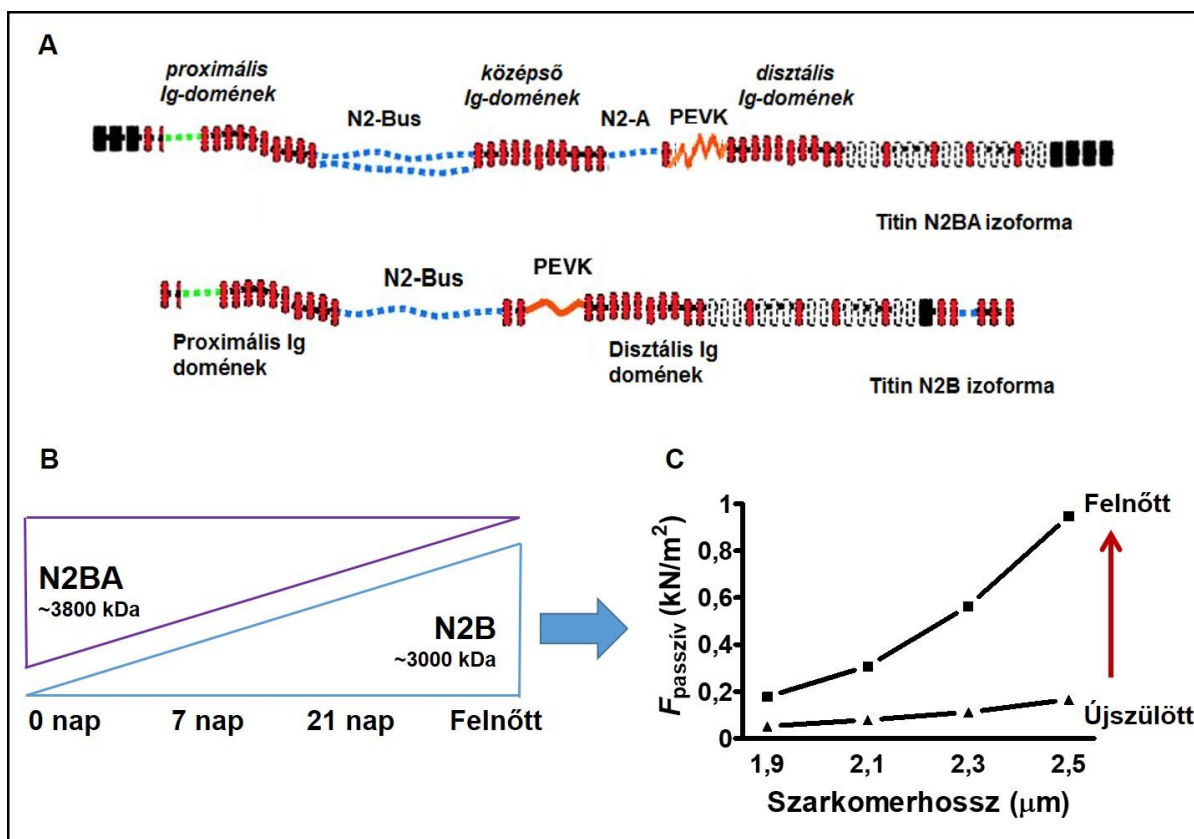 A
proximális
Ig-domének
középső
Ig-domének
disztális
Ig-domének
N2-Bus
N2-A
PEVK
Titin N2BA izoforma
N2-Bus
PEVK
Proximális Ig
domének
Disztális Ig
domének
Titin N2B izoforma
B
N2BA
~3800 kDa
N2B
~3000 kDa
0 nap
7 nap
21 nap
Felnőtt
C
Fpasszív (kN/m²)
1
0,8
0,6
0,4
0,2
0
1,9
2,1
2,3
2,5
Szarkomerhossz (μm)
Felnőtt
Újszülött